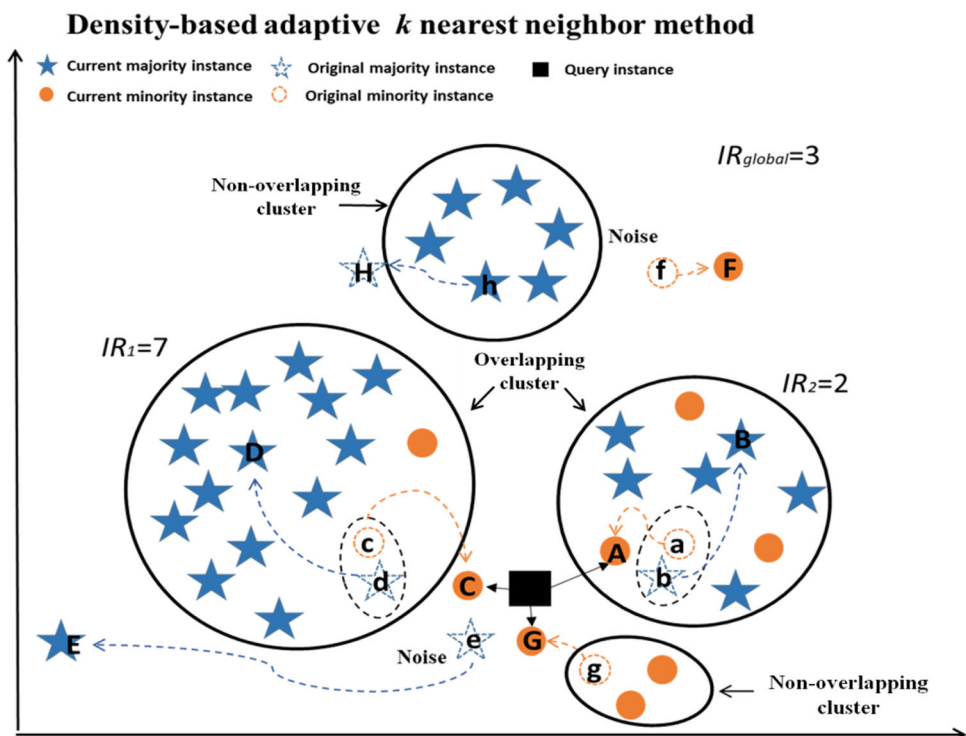 Density-based adaptive k nearest neighbor method
Current majority instance
Original majority instance
Query instance
Current minority instance
Original minority instance
IRglobal=3
Non-overlapping
cluster
Noise
H
h
f
F
IR1=7
Overlapping
cluster
IR2=2
D
B
c
d
C
A
a
b
E
Noise
e
G
g
Non-overlapping
cluster